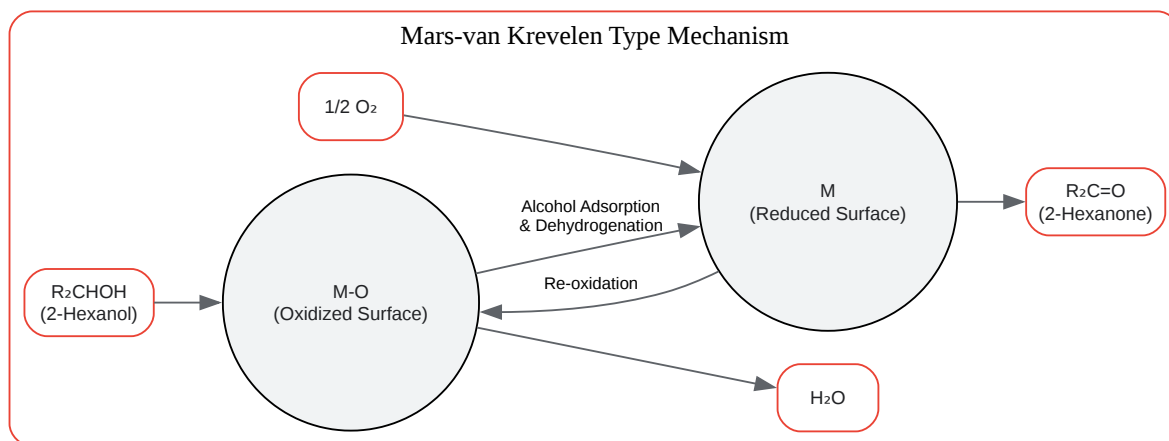 Mars-van Krevelen Type Mechanism
1/2 O₂
M
(Reduced Surface)
R₂C=O
(2-Hexanone)
Alcohol Adsorption
& Dehydrogenation
Re-oxidation
R₂CHOH
(2-Hexanol)
M-O
(Oxidized Surface)
H₂O